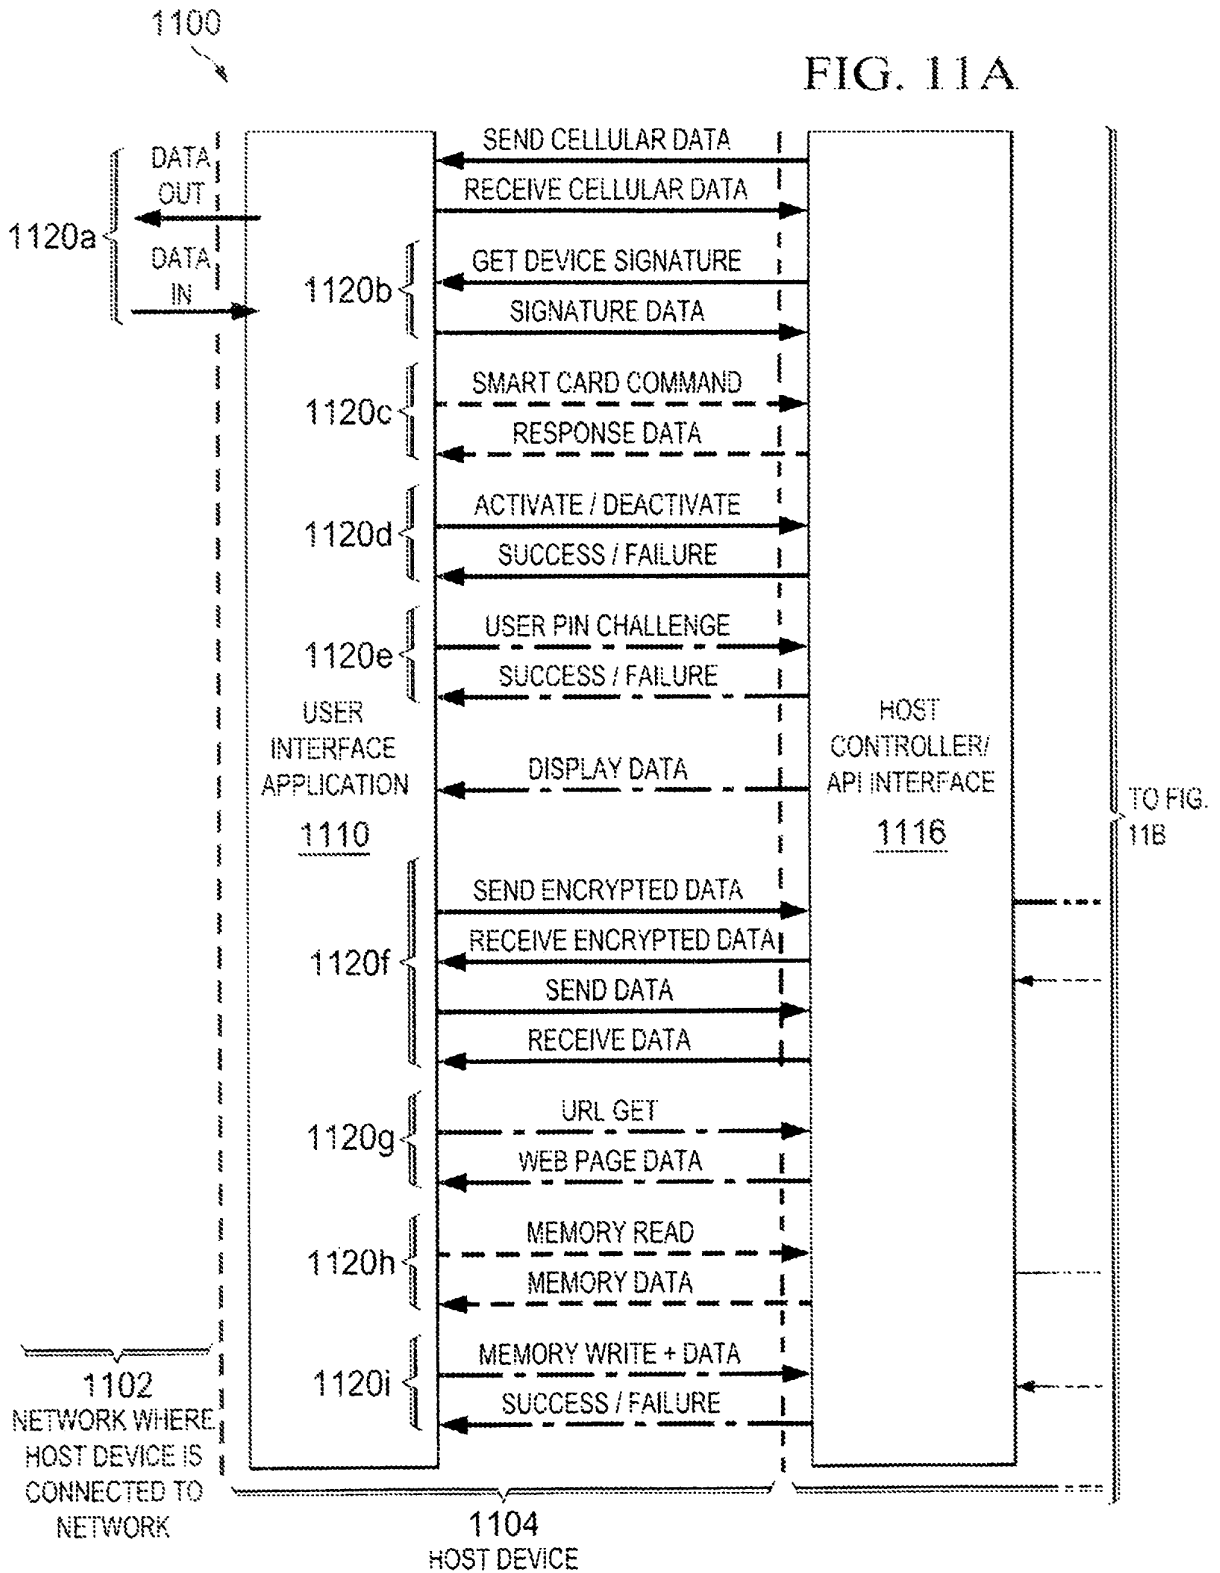 1100
FIG. 11A
DATA
OUT
1120a
DATA
IN
SEND CELLULAR DATA
RECEIVE CELLULAR DATA
1120b
GET DEVICE SIGNATURE
SIGNATURE DATA
1120c
SMART CARD COMMAND
RESPONSE DATA
1120d
ACTIVATE / DEACTIVATE
SUCCESS / FAILURE
1120e
USER PIN CHALLENGE
SUCCESS / FAILURE
USER
INTERFACE
APPLICATION
1110
DISPLAY DATA
HOST
CONTROLLER/
API INTERFACE
1116
TO FIG.
11B
1120f
SEND ENCRYPTED DATA
RECEIVE ENCRYPTED DATA
SEND DATA
RECEIVE DATA
1120g
URL GET
WEB PAGE DATA
1120h
MEMORY READ
MEMORY DATA
1120i
MEMORY WRITE + DATA
SUCCESS / FAILURE
1102
NETWORK WHERE
HOST DEVICE IS
CONNECTED TO
NETWORK
1104
HOST DEVICE